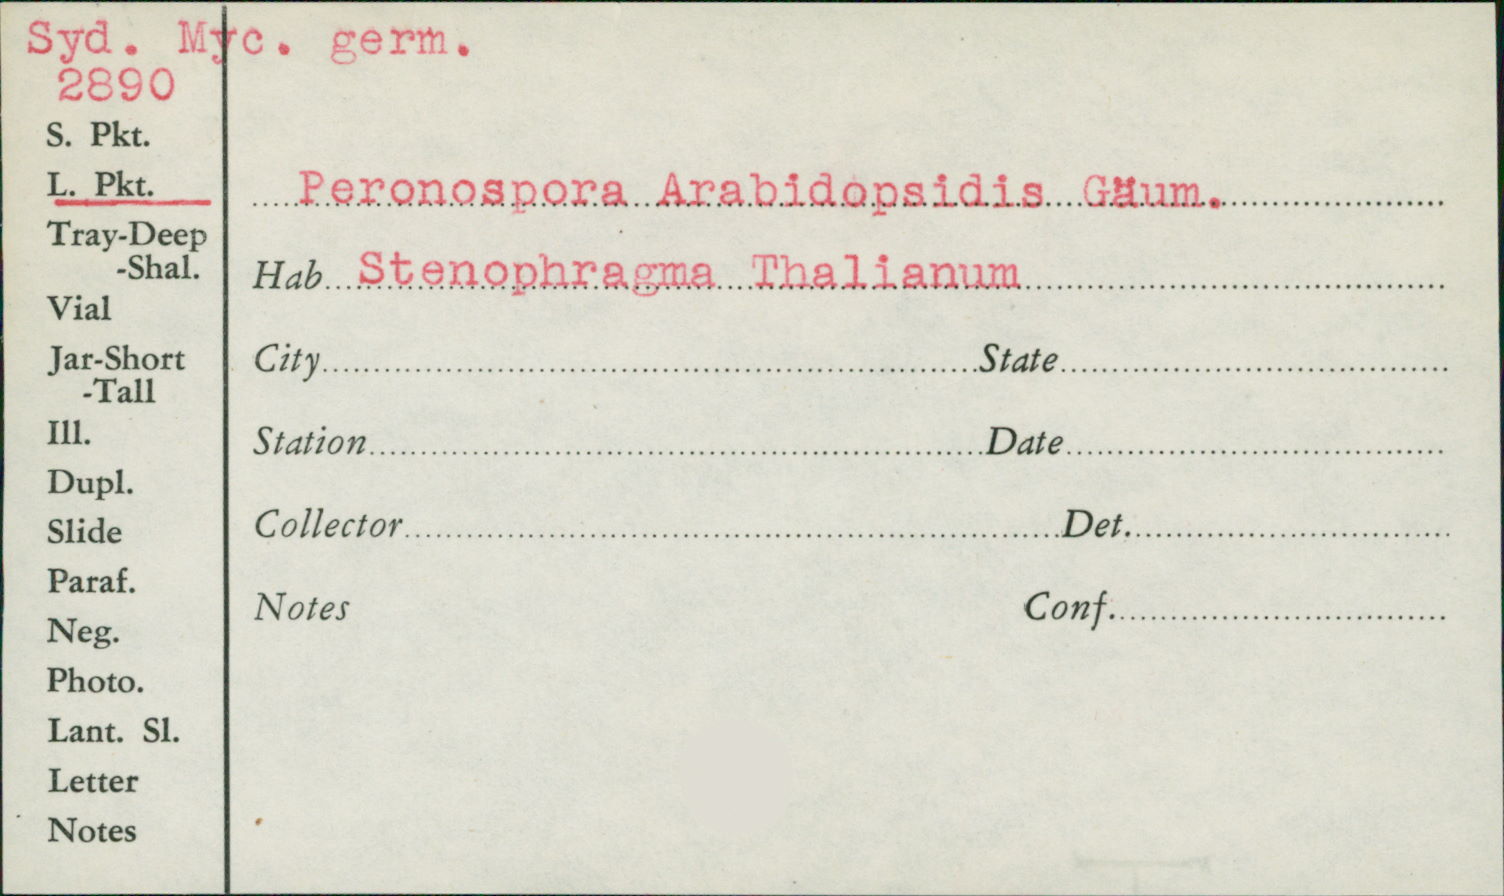 Syd. Myc. germ.
2890
S. Pkt.
L. Pkt.
Tray-Deep
-Shal.
Vial
Jar-Short
-Tall
Ill.
Dupl.
Slide
Paraf.
Neg.
Photo.
Lant. Sl.
Letter
Notes
Peronospora Arabidopsidis Gäum.
Hab Stenophragma Thalianum
City State
Station Date
Collector Det.
Notes Conf.